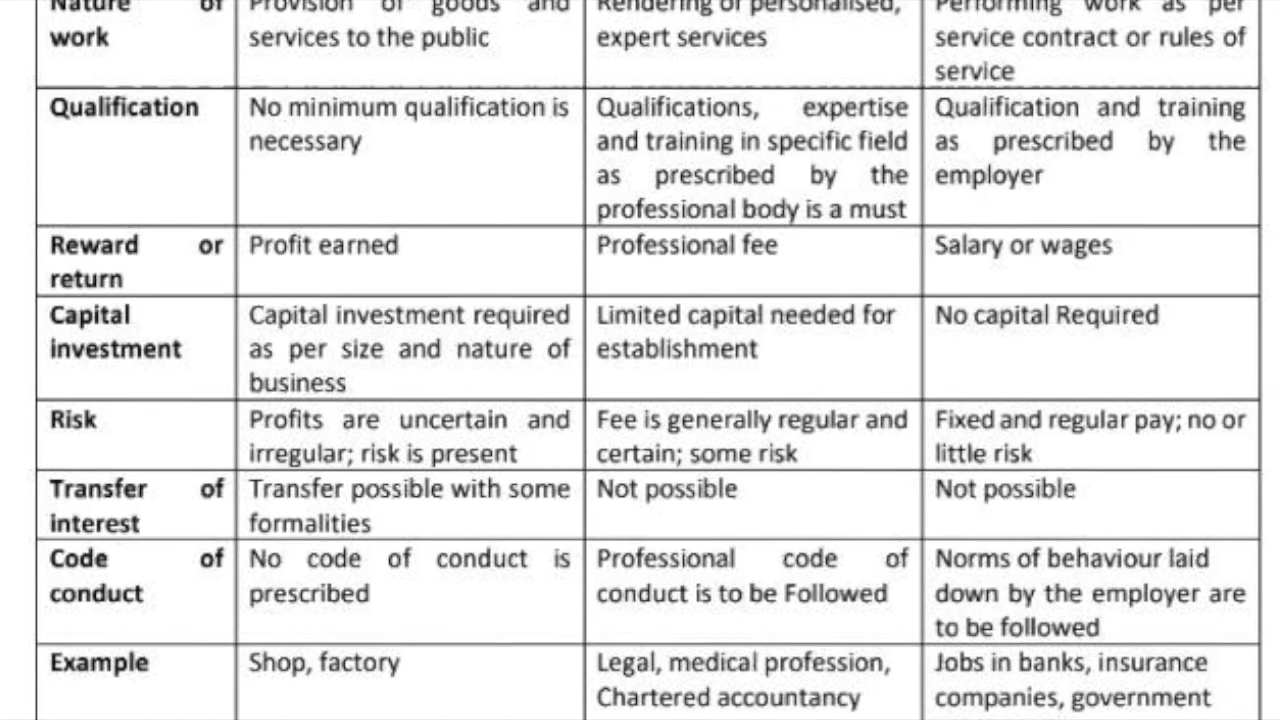 Nature of
work
Provision of goods and
services to the public
Rendering of personalised,
expert services
Performing work as per
service contract or rules of
service
Qualification
No minimum qualification is
necessary
Qualifications, expertise
and training in specific field
as prescribed by the
professional body is a must
Qualification and training
as prescribed by the
employer
Reward or
return
Profit earned
Professional fee
Salary or wages
Capital
investment
Capital investment required
as per size and nature of
business
Limited capital needed for
establishment
No capital Required
Risk
Profits are uncertain and
irregular; risk is present
Fee is generally regular and
certain; some risk
Fixed and regular pay; no or
little risk
Transfer of
interest
Transfer possible with some
formalities
Not possible
Not possible
Code of
conduct
No code of conduct is
prescribed
Professional code of
conduct is to be Followed
Norms of behaviour laid
down by the employer are
to be followed
Example
Shop, factory
Legal, medical profession,
Chartered accountancy
Jobs in banks, insurance
companies, government